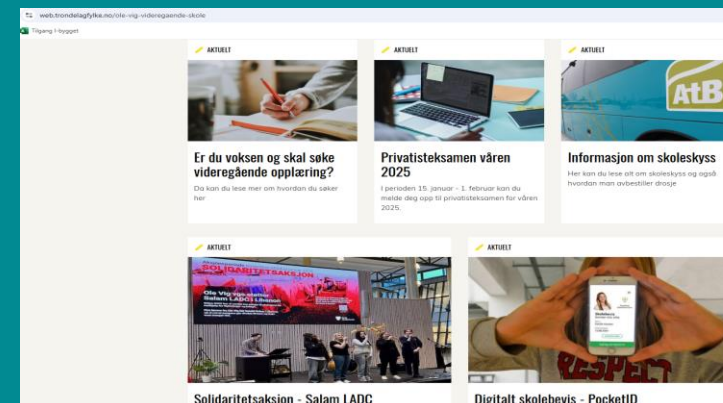 web.trondelagfylke.no/ole-vig-videregaende-skole
Tilgang I-bygget
AKTUELT
Er du voksen og skal søke
videregående opplæring?
Da kan du lese mer om hvordan du søker
her
AKTUELT
Privatisteksamen våren
2025
I perioden 15. januar - 1. februar kan du
melde deg opp til privatisteksamen for våren
2025.
AKTUELT
AtB
Informasjon om skoleskyss
Her kan du lese alt om skoleskyss og også
hvordan man avbestiller drosje
AKTUELT
SOLIDARITETSAKSJON
Ole Vig vgs støtter
Salam LADC i Libanon
Solidaritetsaksjon - Salam LADC
AKTUELT
Skolebevis
RESPECT
Digitalt skolebevis - PocketID